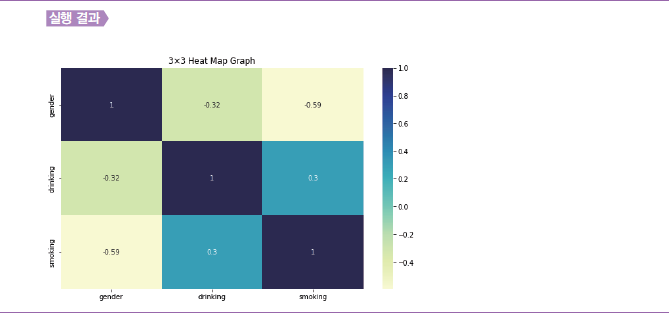 실행 결과
3×3 Heat Map Graph
gender
1
-0.32
-0.59
drinking
-0.32
1
0.3
smoking
-0.59
0.3
1
gender drinking smoking
1.0
0.8
0.6
0.4
0.2
0.0
−0.2
−0.4